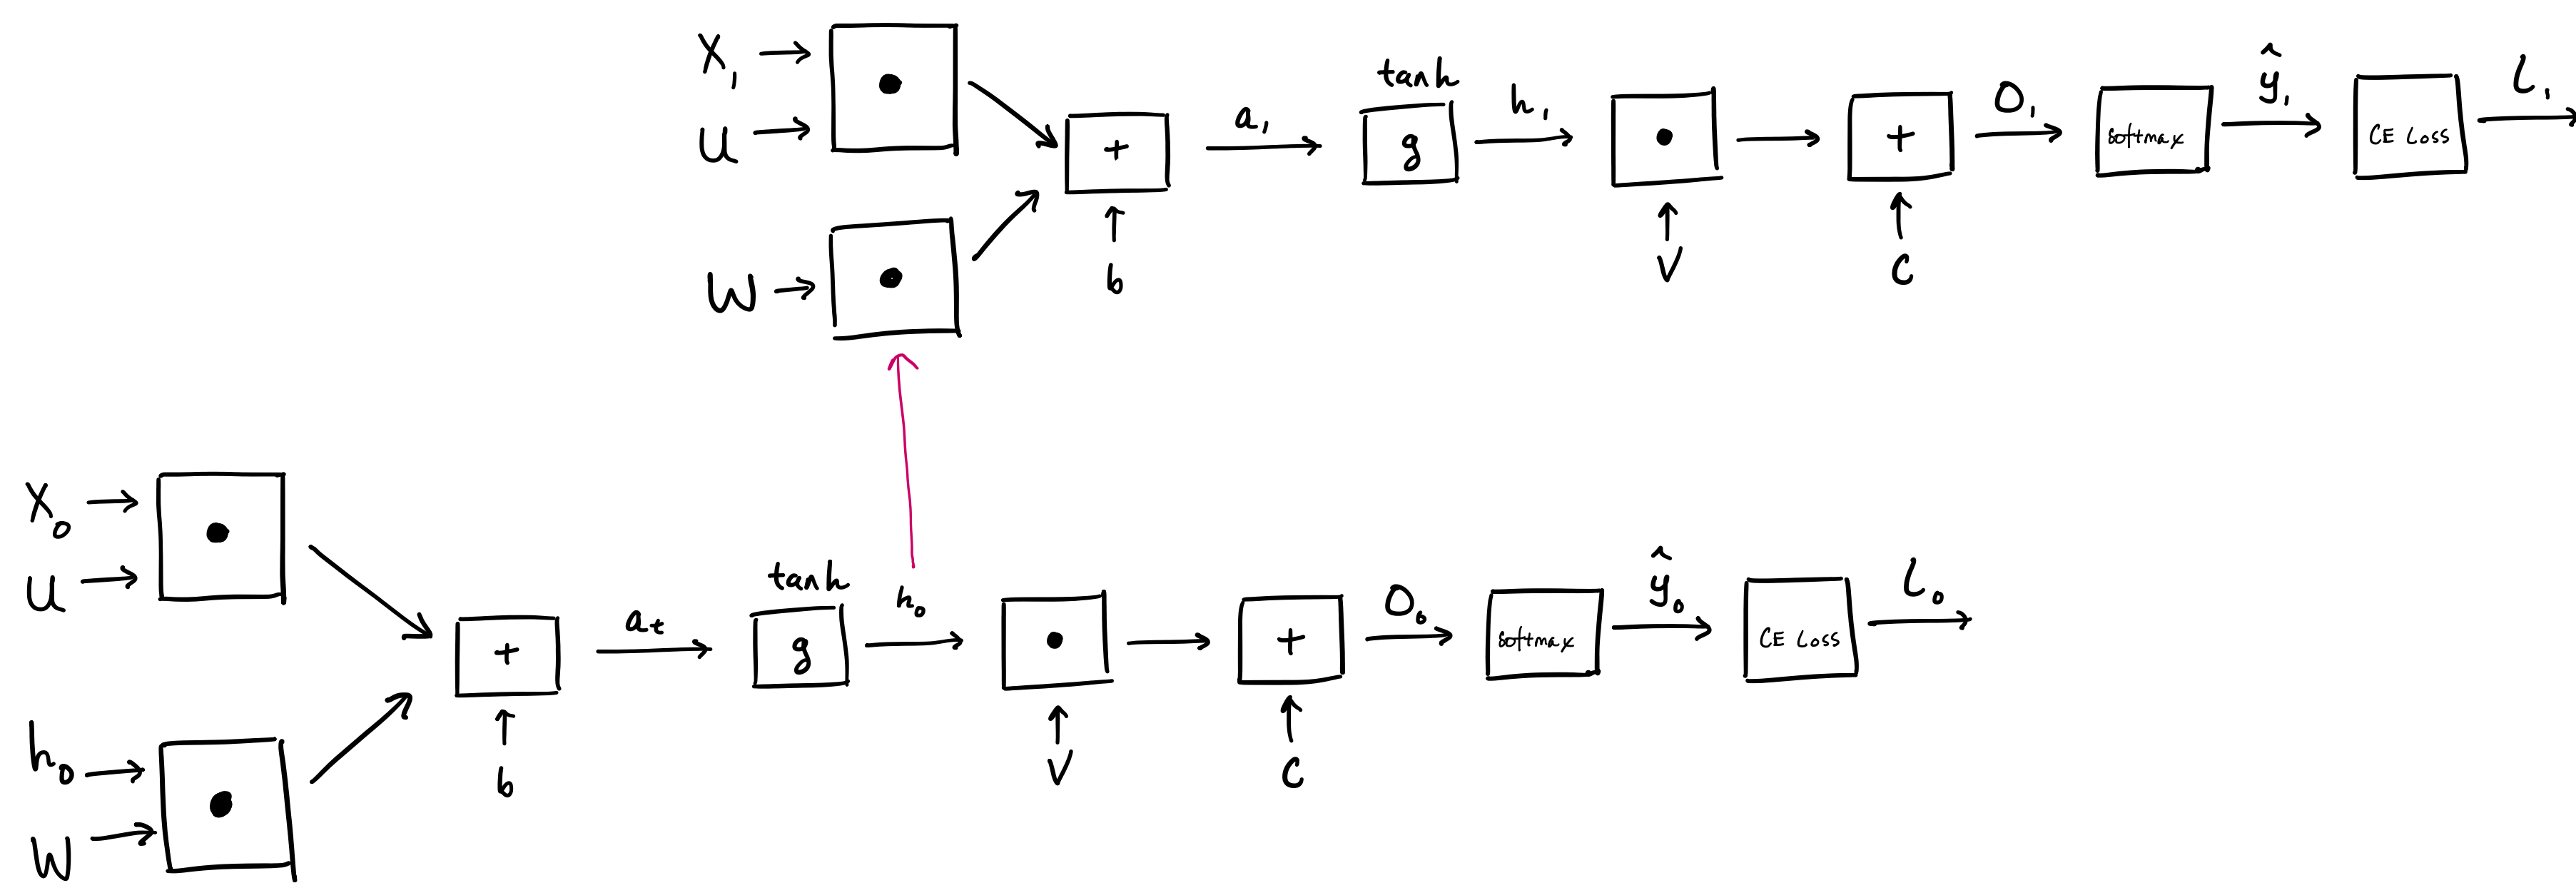 X₁
U
W
+
b
a₁
tanh
g
h₁
V
+
C
O₁
Softmax
ŷ₁
CE Loss
L₁
X₀
U
h₀
W
+
b
aₜ
tanh
g
h₀
V
+
C
O₀
Softmax
ŷ₀
CE Loss
L₀